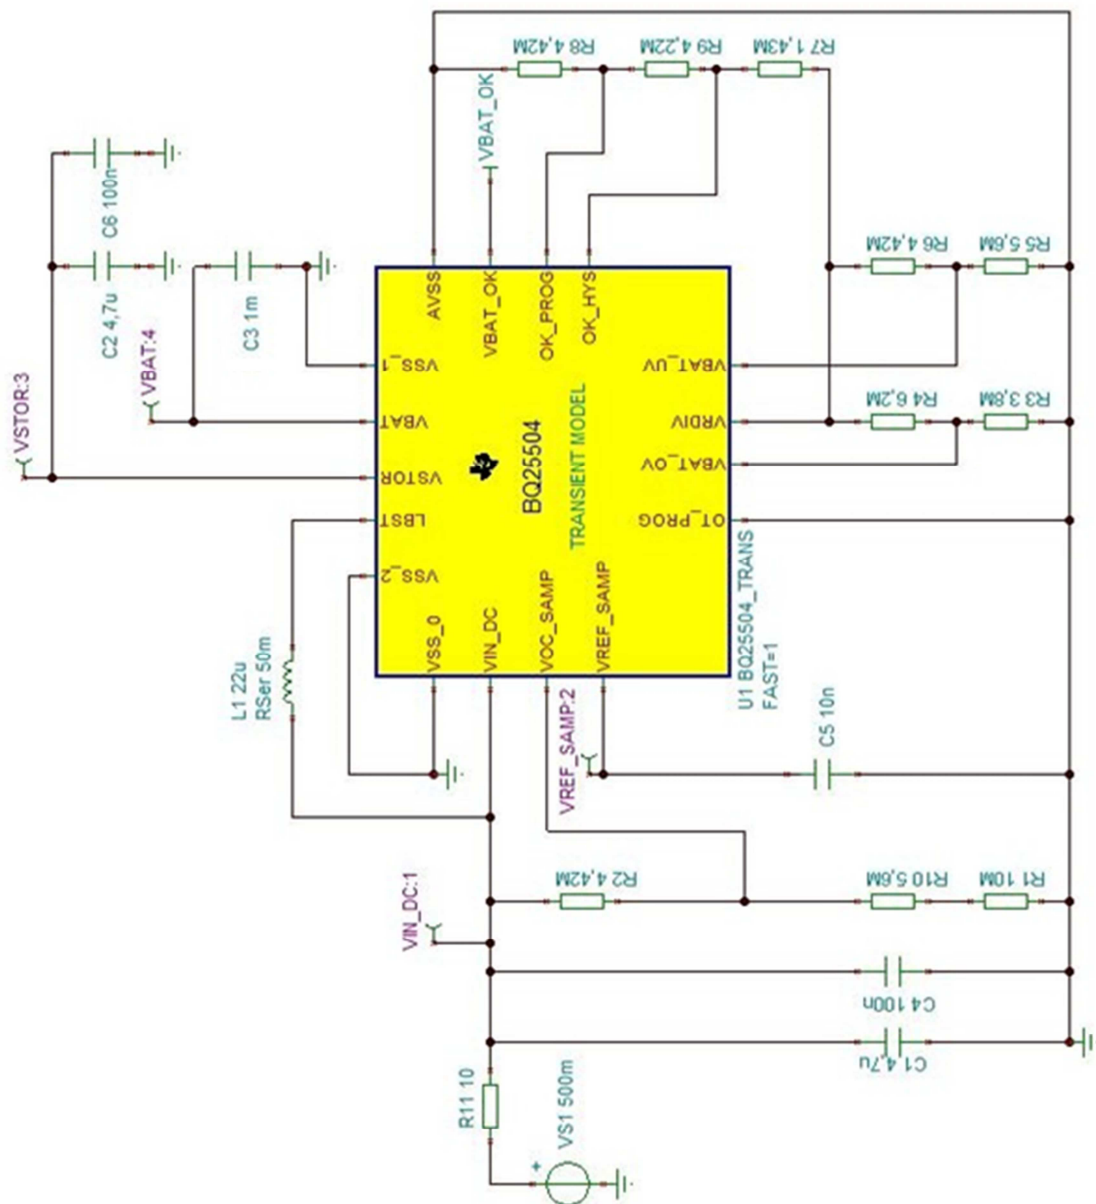 R8 4,42M
R9 4,22M
R7 1,43M
VBAT_OK
C6 100n
C2 4,7u
C3 1m
R6 4,42M
R5 5,6M
VSTOR:3
VBAT:4
AVSS
VBAT_OK
OK_PROG
OK_HYS
VSS_1
VBAT
VSTOR
LBST
VSS_2
BQ25504
TRANSIENT MODEL
VBAT_UV
VRDIV
VBAT_OV
OT_PROG
R4 6,2M
R3 3,8M
VSS_0
VIN_DC
VOC_SAMP
VREF_SAMP
L1 22u
RSer 50m
U1 BQ25504_TRANS
FAST=1
VREF_SAMP:2
C5 10n
VIN_DC:1
R2 4,42M
R10 5,6M
R1 10M
C4 100n
C1 4,7u
R11 10
VS1 500m
+